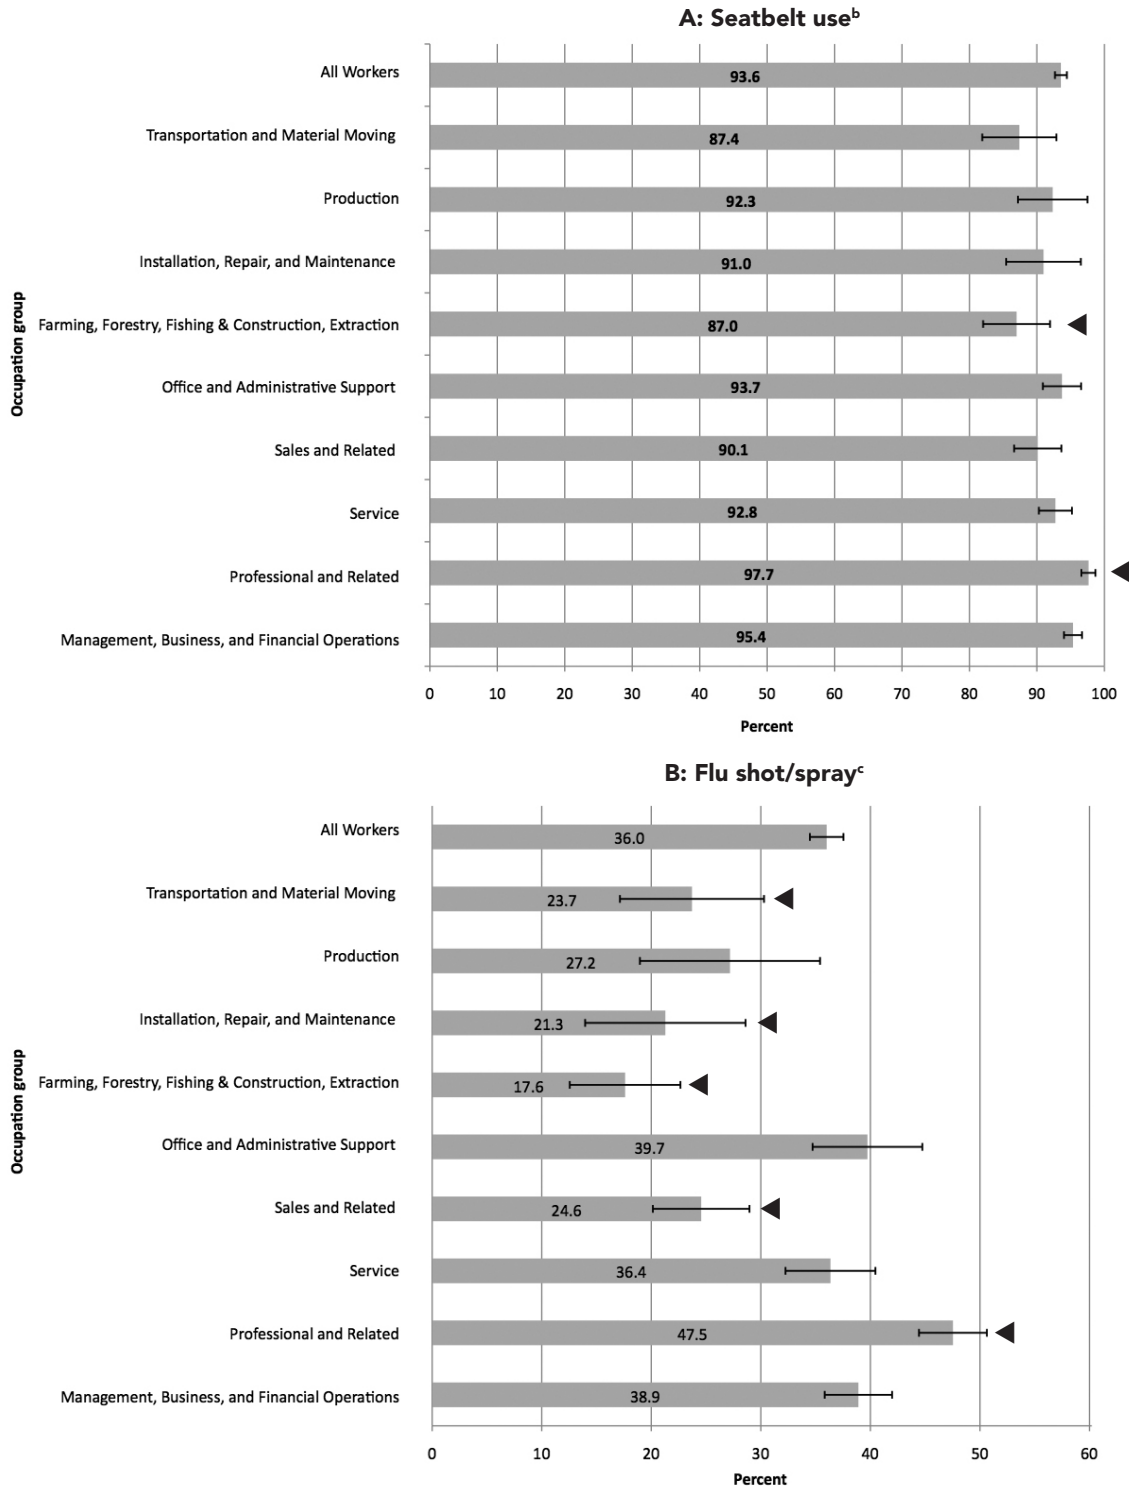 A: Seatbelt useᵇ
Occupation group
All Workers
93.6
Transportation and Material Moving
87.4
Production
92.3
Installation, Repair, and Maintenance
91.0
Farming, Forestry, Fishing & Construction, Extraction
87.0
Office and Administrative Support
93.7
Sales and Related
90.1
Service
92.8
Professional and Related
97.7
Management, Business, and Financial Operations
95.4
0 10 20 30 40 50 60 70 80 90 100
Percent
B: Flu shot/sprayᶜ
Occupation group
All Workers
36.0
Transportation and Material Moving
23.7
Production
27.2
Installation, Repair, and Maintenance
21.3
Farming, Forestry, Fishing & Construction, Extraction
17.6
Office and Administrative Support
39.7
Sales and Related
24.6
Service
36.4
Professional and Related
47.5
Management, Business, and Financial Operations
38.9
0 10 20 30 40 50 60
Percent